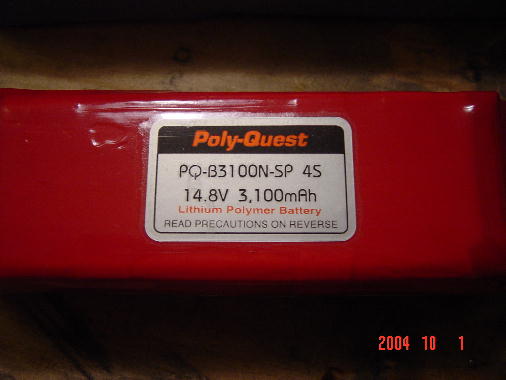 Poly-Quest
PQ-B3100N-SP 4S
14.8V 3,100mAh
Lithium Polymer Battery
READ PRECAUTIONS ON REVERSE
2004 10 1